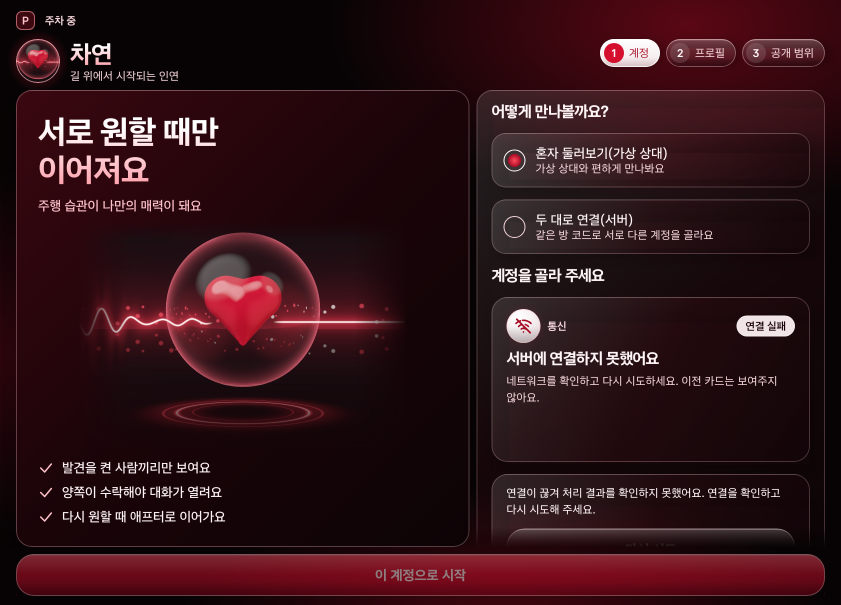 P 주차 중
차연
길 위에서 시작되는 인연
1 계정
2 프로필
3 공개 범위
서로 원할 때만
이어져요
주행 습관이 나만의 매력이 돼요
발견을 켠 사람끼리만 보여요
양쪽이 수락해야 대화가 열려요
다시 원할 때 애프터로 이어가요
어떻게 만나볼까요?
혼자 둘러보기(가상 상대)
가상 상대와 편하게 만나봐요
두 대로 연결(서버)
같은 방 코드로 서로 다른 계정을 골라요
계정을 골라 주세요
통신
연결 실패
서버에 연결하지 못했어요
네트워크를 확인하고 다시 시도하세요. 이전 카드는 보여주지
않아요.
연결이 끊겨 처리 결과를 확인하지 못했어요. 연결을 확인하고
다시 시도해 주세요.
이 계정으로 시작